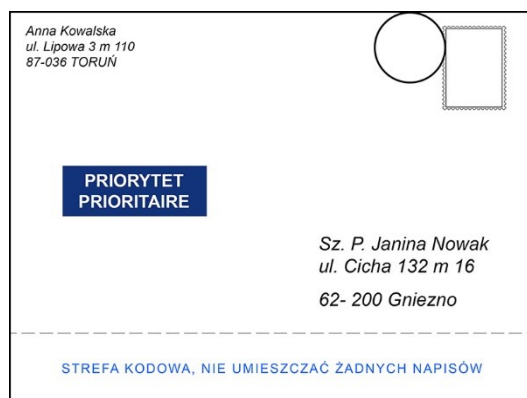 Anna Kowalska
ul. Lipowa 3 m 110
87-036 TORUŃ
PRIORYTET
PRIORITAIRE
Sz. P. Janina Nowak
ul. Cicha 132 m 16
62- 200 Gniezno
STREFA KODOWA, NIE UMIESZCZAĆ ŻADNYCH NAPISÓW